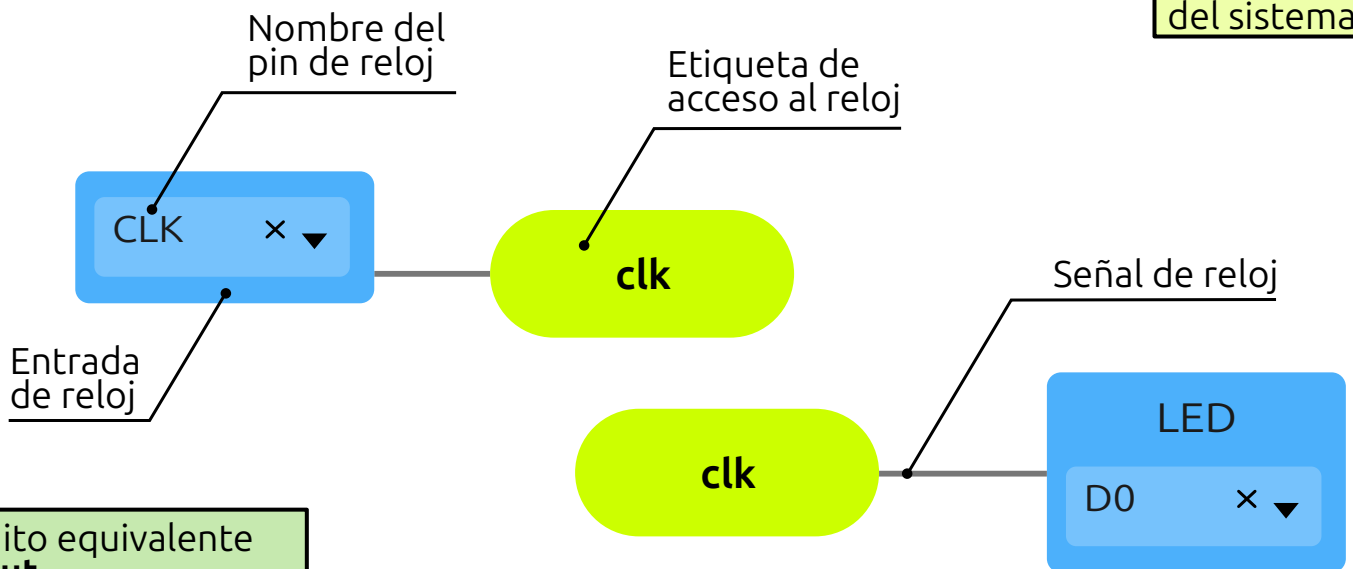 del sistema
Nombre del
pin de reloj
Etiqueta de
acceso al reloj
CLK
clk
Señal de reloj
Entrada
de reloj
clk
LED
D0
ito equivalente